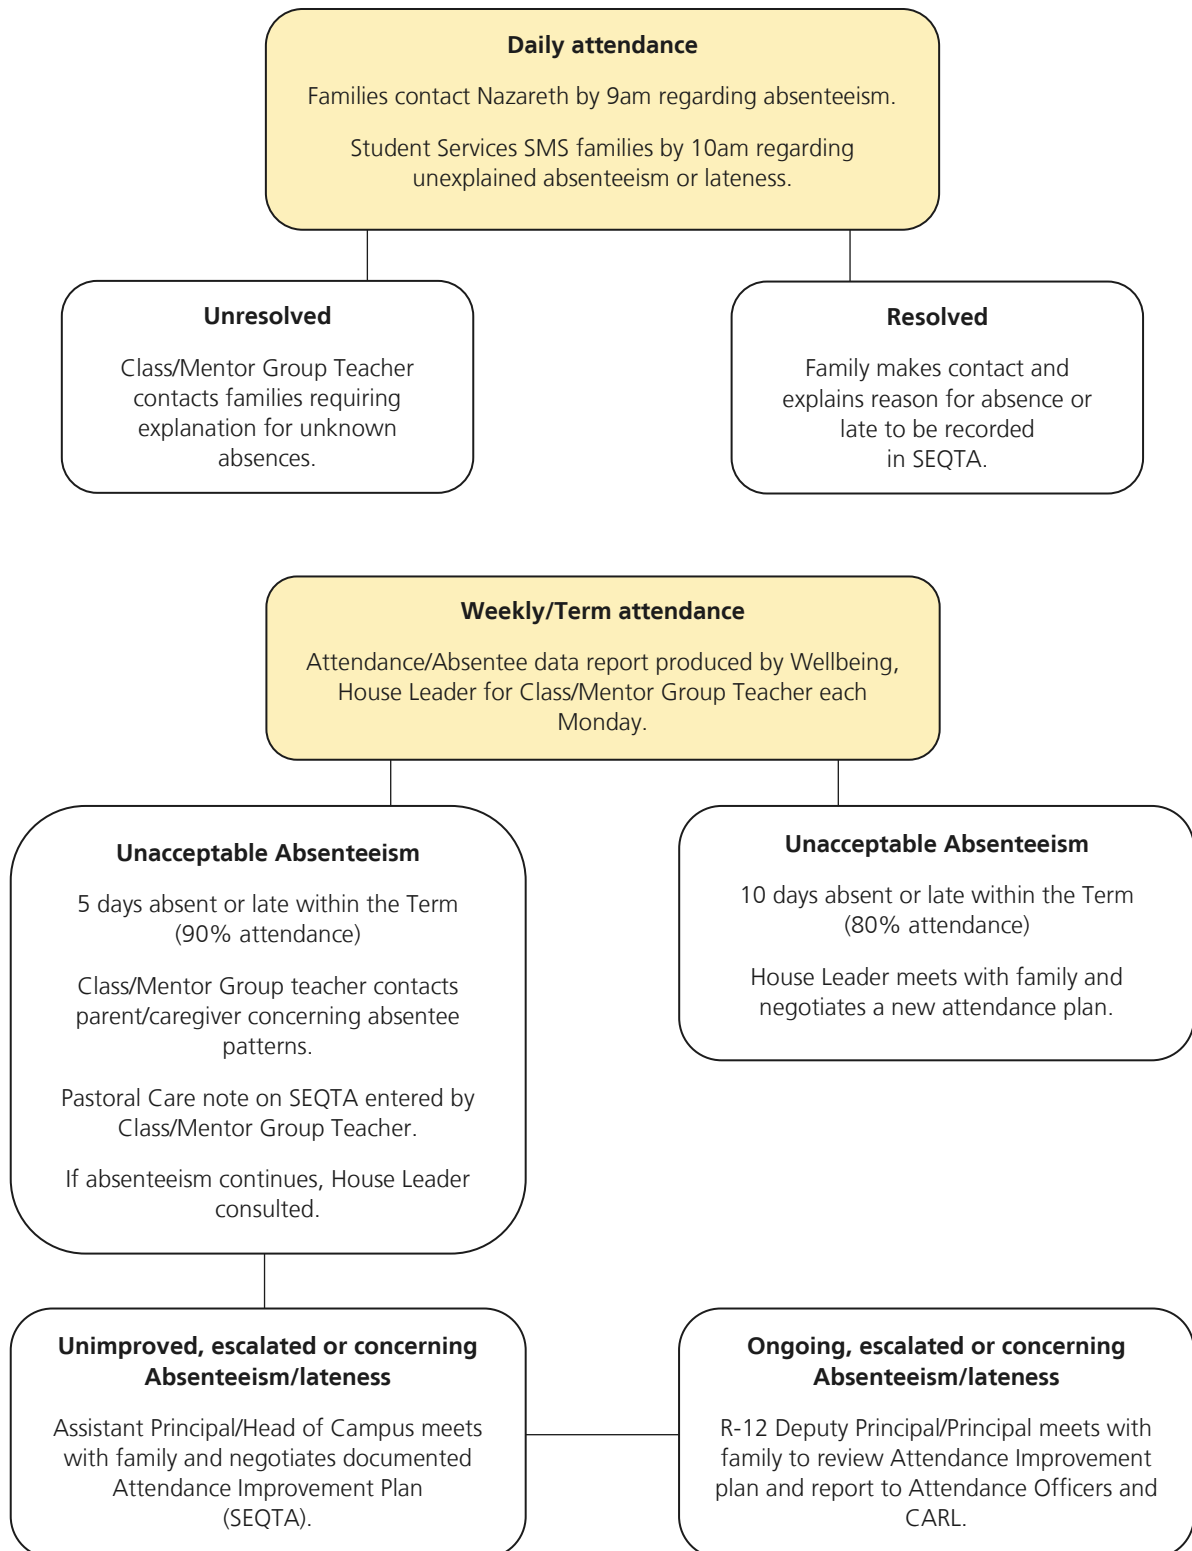 Daily attendance
Families contact Nazareth by 9am regarding absenteeism.
Student Services SMS families by 10am regarding
unexplained absenteeism or lateness.
Unresolved
Class/Mentor Group Teacher
contacts families requiring
explanation for unknown
absences.
Resolved
Family makes contact and
explains reason for absence or
late to be recorded
in SEQTA.
Weekly/Term attendance
Attendance/Absentee data report produced by Wellbeing,
House Leader for Class/Mentor Group Teacher each
Monday.
Unacceptable Absenteeism
5 days absent or late within the Term
(90% attendance)
Class/Mentor Group teacher contacts
parent/caregiver concerning absentee
patterns.
Pastoral Care note on SEQTA entered by
Class/Mentor Group Teacher.
If absenteeism continues, House Leader
consulted.
Unacceptable Absenteeism
10 days absent or late within the Term
(80% attendance)
House Leader meets with family and
negotiates a new attendance plan.
Unimproved, escalated or concerning
Absenteeism/lateness
Assistant Principal/Head of Campus meets
with family and negotiates documented
Attendance Improvement Plan
(SEQTA).
Ongoing, escalated or concerning
Absenteeism/lateness
R-12 Deputy Principal/Principal meets with
family to review Attendance Improvement
plan and report to Attendance Officers and
CARL.